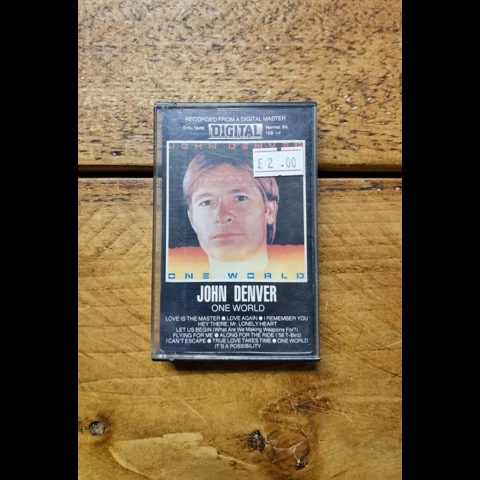 RECORDED FROM A DIGITAL MASTER
DIGITAL
JOHN DENVER
£2.00
ONE WORLD
JOHN DENVER
ONE WORLD
LOVE IS THE MASTER ● LOVE AGAIN ● I REMEMBER YOU
HEY THERE, Mr. LONELY HEART
LET US BEGIN (What Are We Making Weapons For?)
FLYING FOR ME ● ALONG FOR THE RIDE ('56 T-Bird)
I CAN'T ESCAPE ● TRUE LOVE TAKES TIME ● ONE WORLD
IT'S A POSSIBILITY